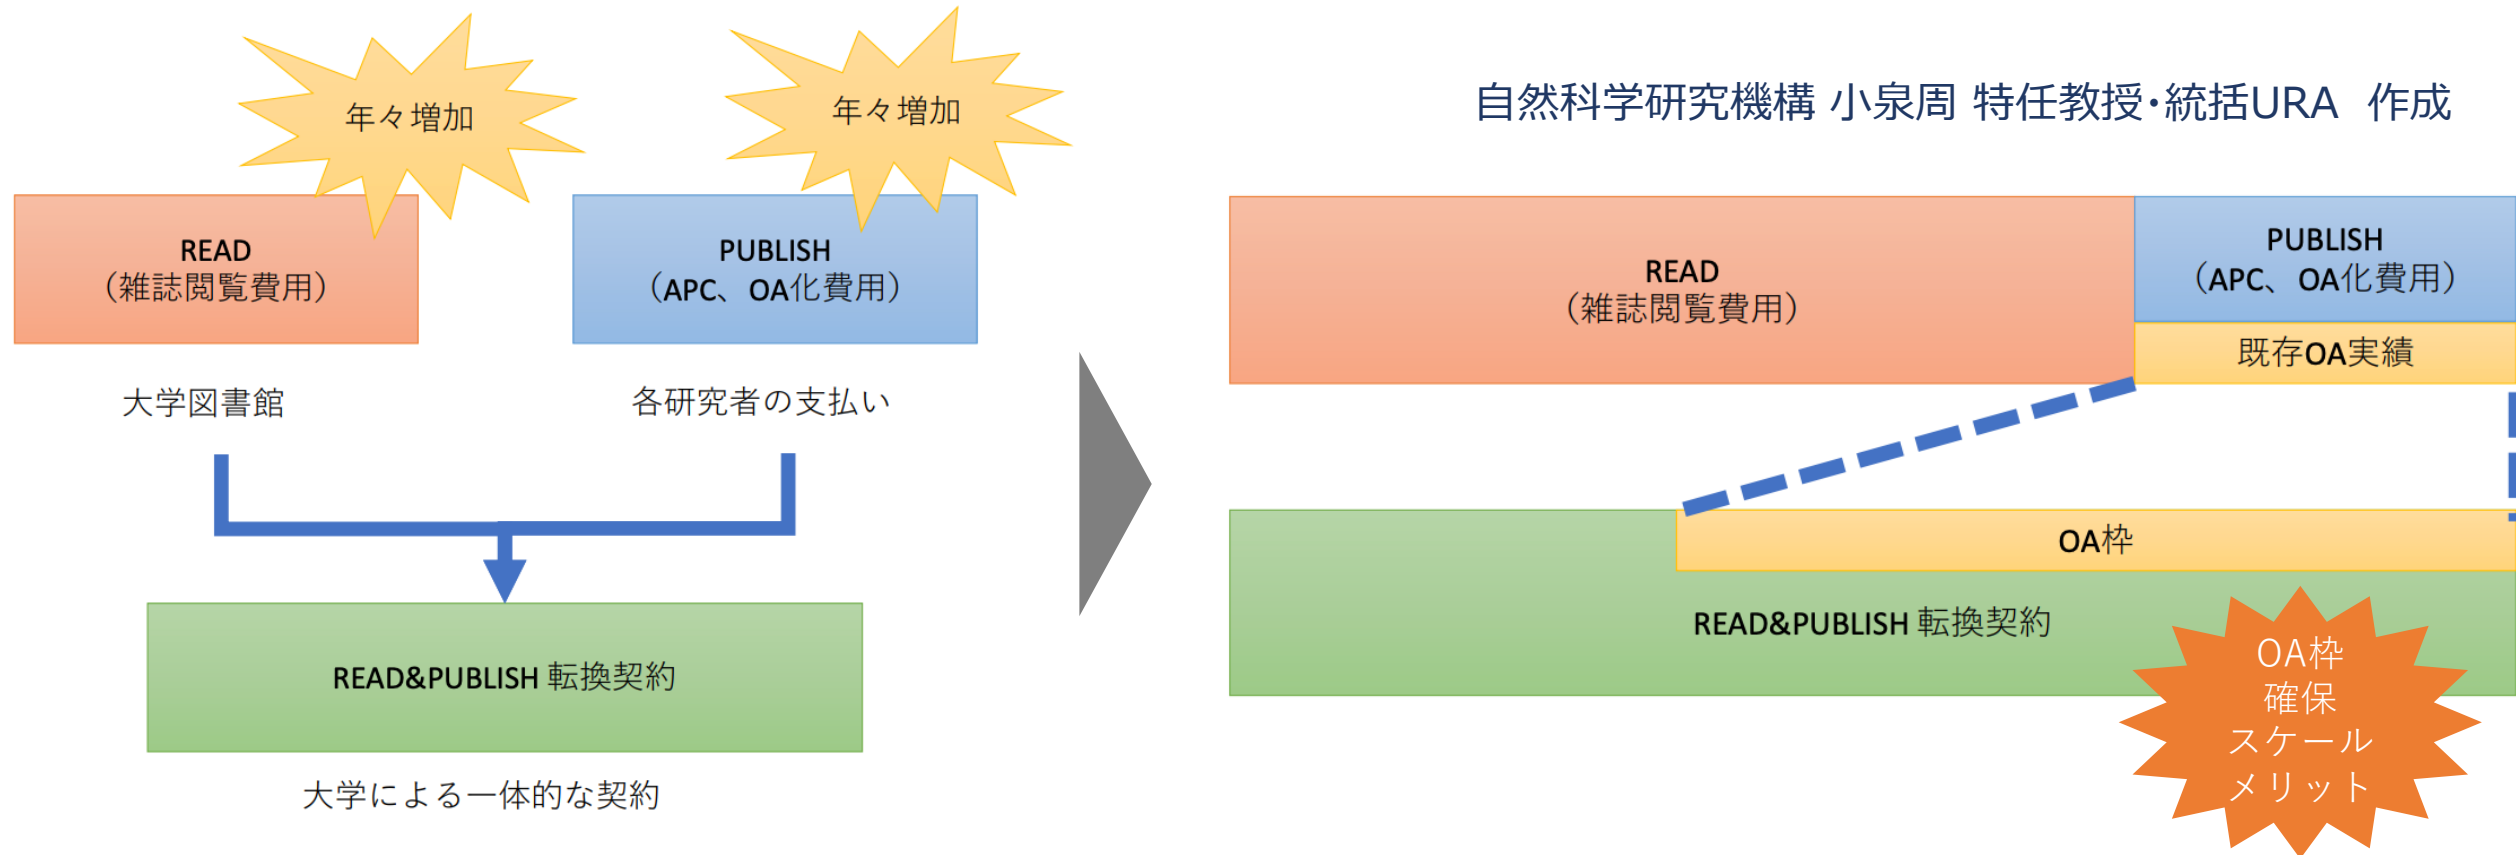 年々増加
年々増加
自然科学研究機構 小泉周 特任教授・統括URA 作成
READ
（雑誌閲覧費用）
大学図書館
PUBLISH
（APC、OA化費用）
各研究者の支払い
READ&PUBLISH 転換契約
大学による一体的な契約
READ
（雑誌閲覧費用）
PUBLISH
（APC、OA化費用）
既存OA実績
OA枠
READ&PUBLISH 転換契約
OA枠
確保
スケール
メリット